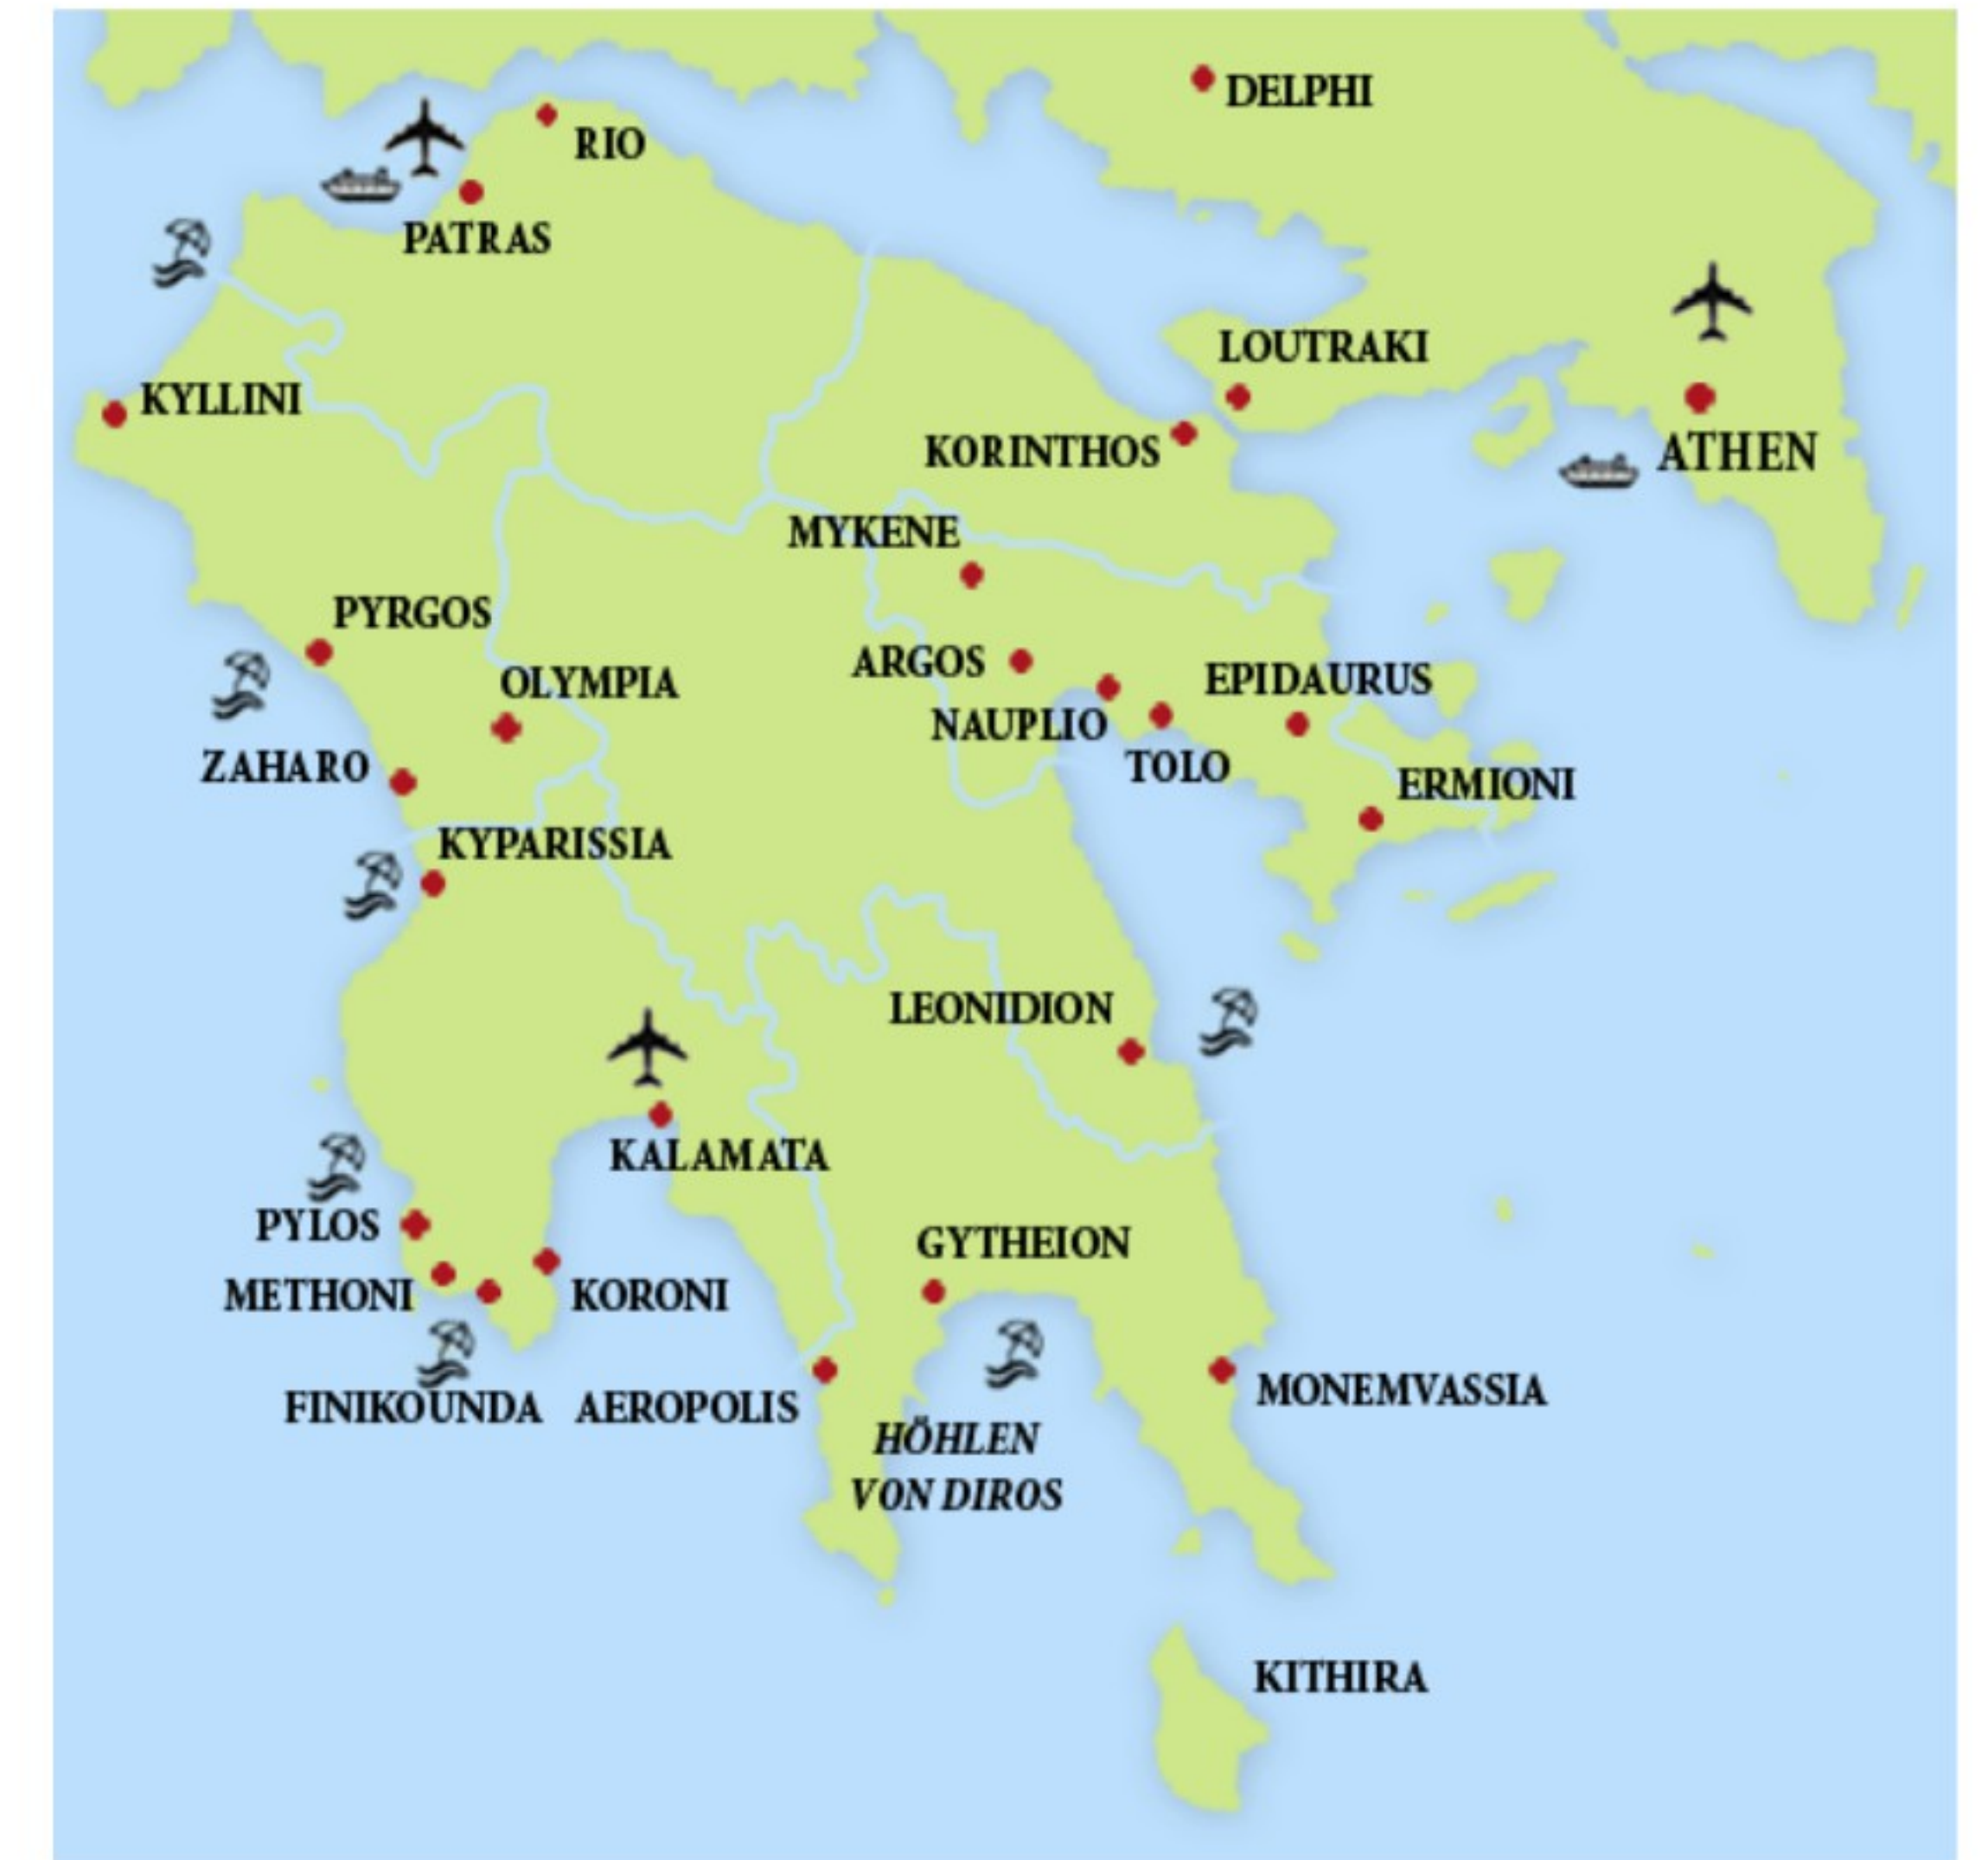 DELPHI
RIO
PATRAS
LOUTRAKI
KYLLINI
KORINTHOS
ATHEN
MYKENE
PYRGOS
ARGOS
EPIDAURUS
OLYMPIA
NAUPLIO
ZAHARO
TOLO
ERMIONI
KYPARISSIA
LEONIDION
KALAMATA
PYLOS
GYTHEION
METHONI
KORONI
MONEMVASSIA
FINIKOUNDA
AEROPOLIS
HÖHLEN
VON DIROS
KITHIRA